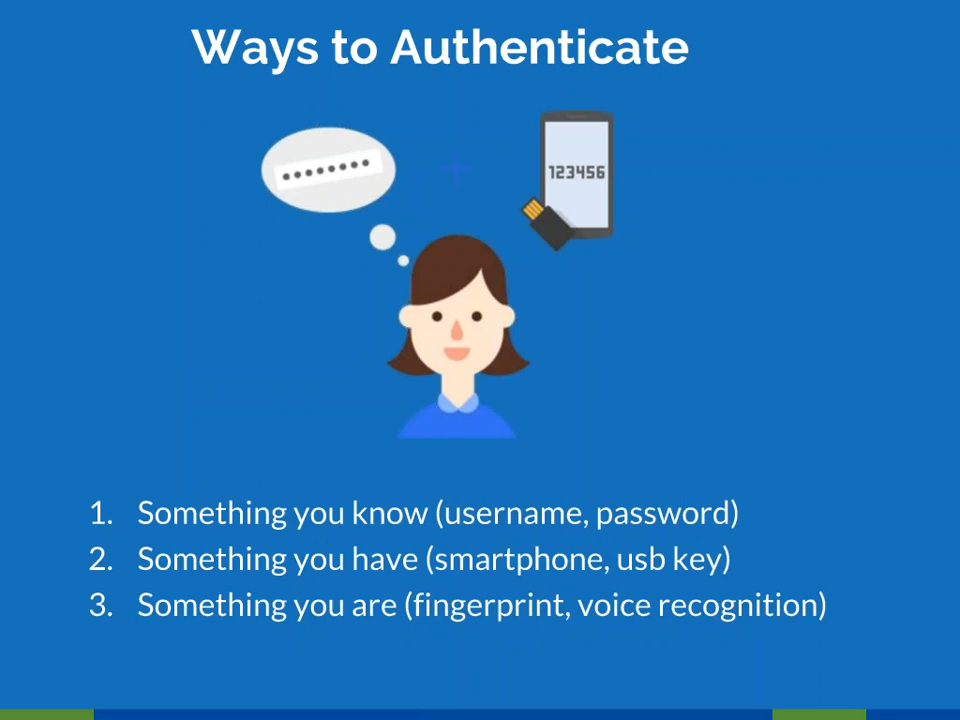 Ways to Authenticate
123456
1. Something you know (username, password)
2. Something you have (smartphone, usb key)
3. Something you are (fingerprint, voice recognition)